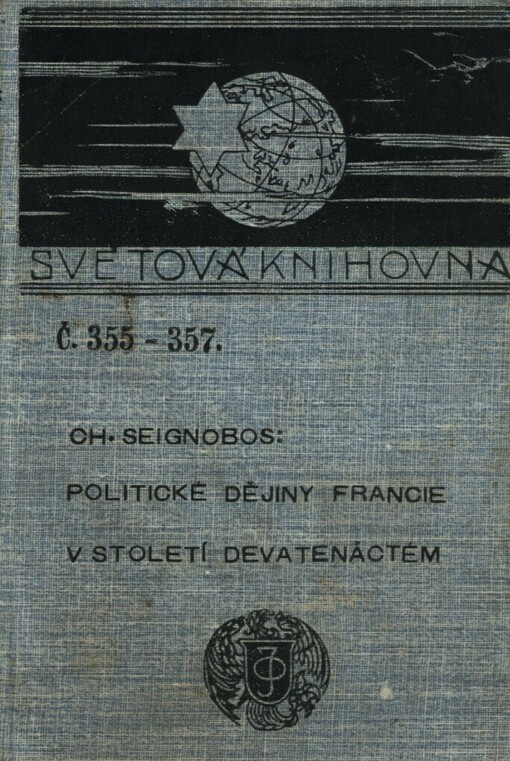 SVĚTOVÁ KNIHOVNA
Č. 355 - 357.
CH. SEIGNOBOS:
POLITICKÉ DĚJINY FRANCIE
V STOLETÍ DEVATENÁCTÉM